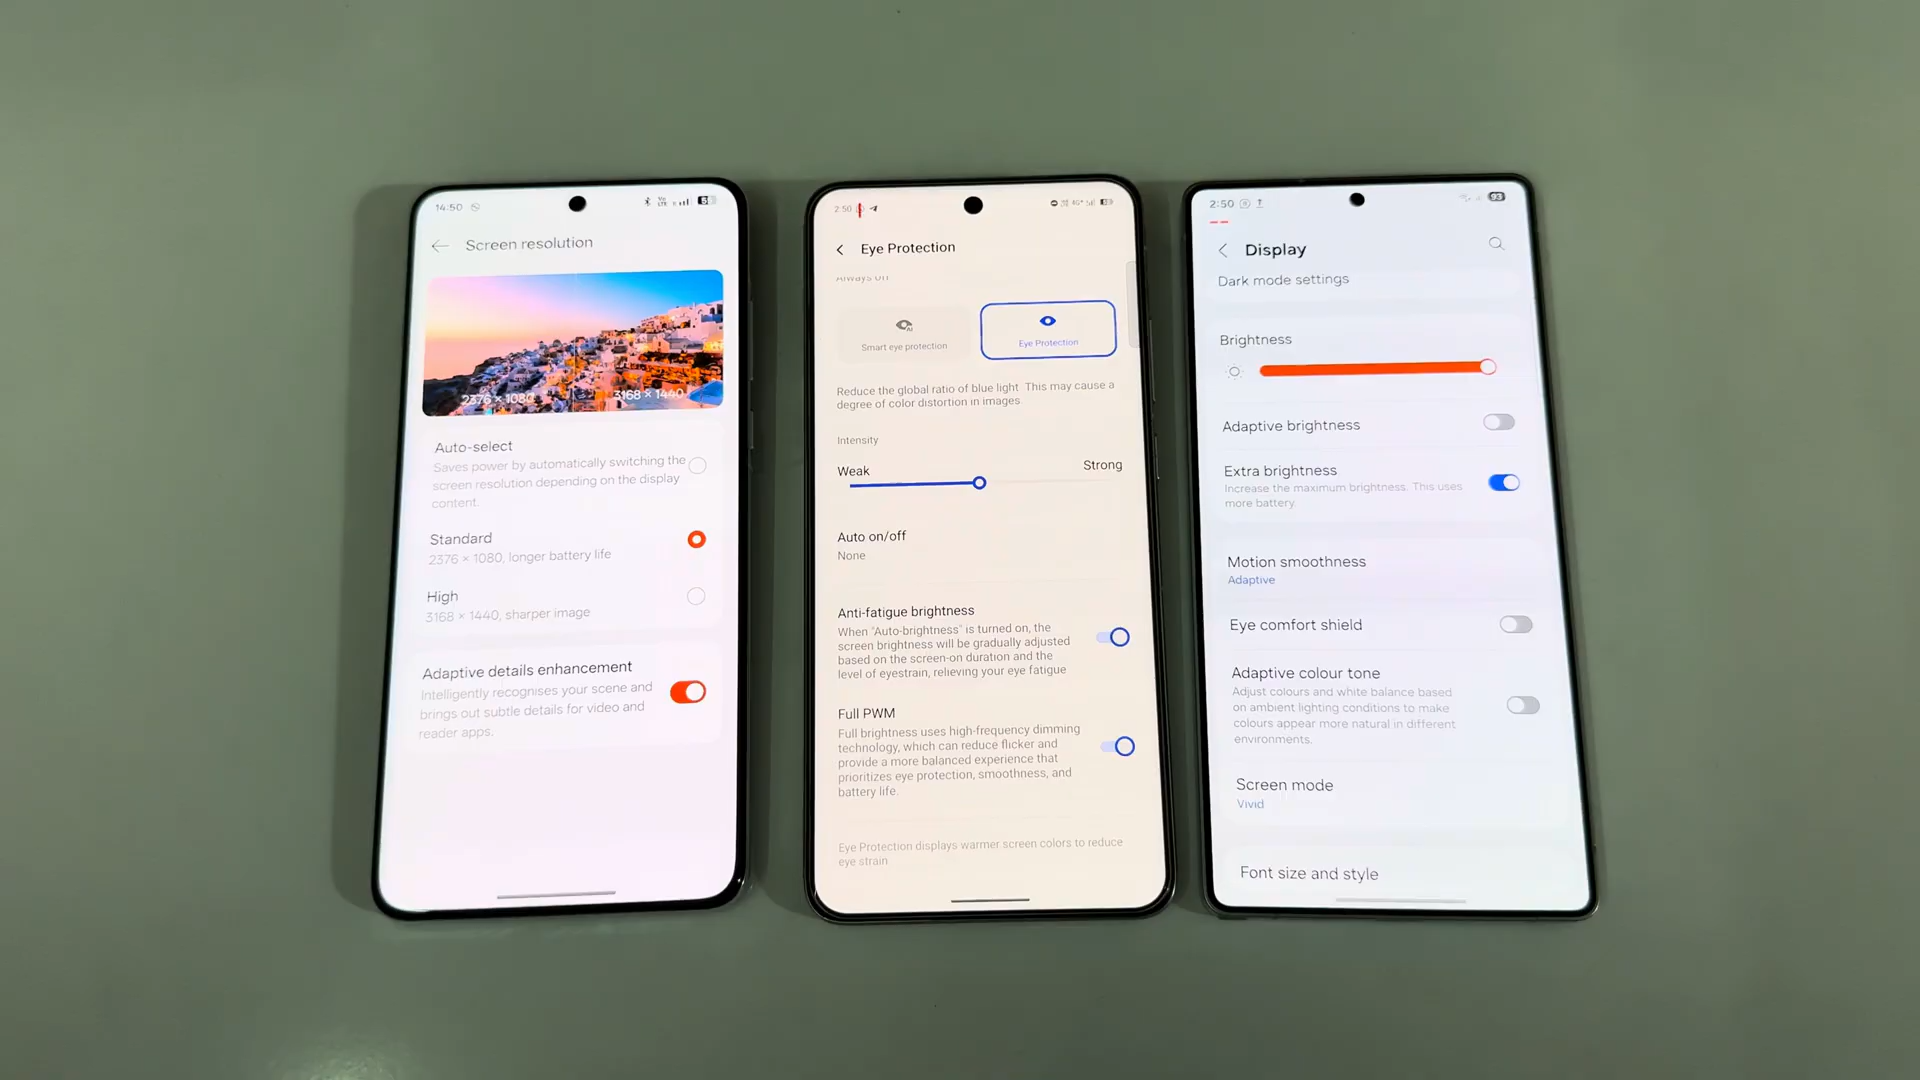 14:50
Screen resolution
2376 × 1080
3168 × 1440
Auto-select
Saves power by automatically switching the
screen resolution depending on the display
content.
Standard
2376 × 1080, longer battery life
High
3168 × 1440, sharper image
Adaptive details enhancement
Intelligently recognises your scene and
brings out subtle details for video and
reader apps.
2:50
4G+
Eye Protection
Always on
Smart eye protection
Eye Protection
Reduce the global ratio of blue light. This may cause a
degree of color distortion in images.
Intensity
Weak
Strong
Auto on/off
None
Anti-fatigue brightness
When "Auto-brightness" is turned on, the
screen brightness will be gradually adjusted
based on the screen-on duration and the
level of eyestrain, relieving your eye fatigue
Full PWM
Full brightness uses high-frequency dimming
technology, which can reduce flicker and
provide a more balanced experience that
prioritizes eye protection, smoothness, and
battery life.
Eye Protection displays warmer screen colors to reduce
eye strain
2:50
93
Display
Dark mode settings
Brightness
Adaptive brightness
Extra brightness
Increase the maximum brightness. This uses
more battery.
Motion smoothness
Adaptive
Eye comfort shield
Adaptive colour tone
Adjust colours and white balance based
on ambient lighting conditions to make
colours appear more natural in different
environments.
Screen mode
Vivid
Font size and style